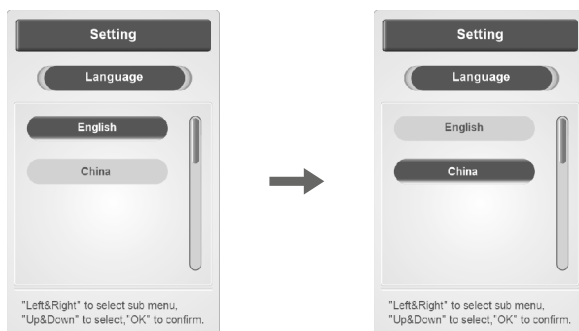 Setting
Language
English
China
"Left&Right" to select sub menu,
"Up&Down" to select,"OK" to confirm.
Setting
Language
English
China
"Left&Right" to select sub menu,
"Up&Down" to select,"OK" to confirm.